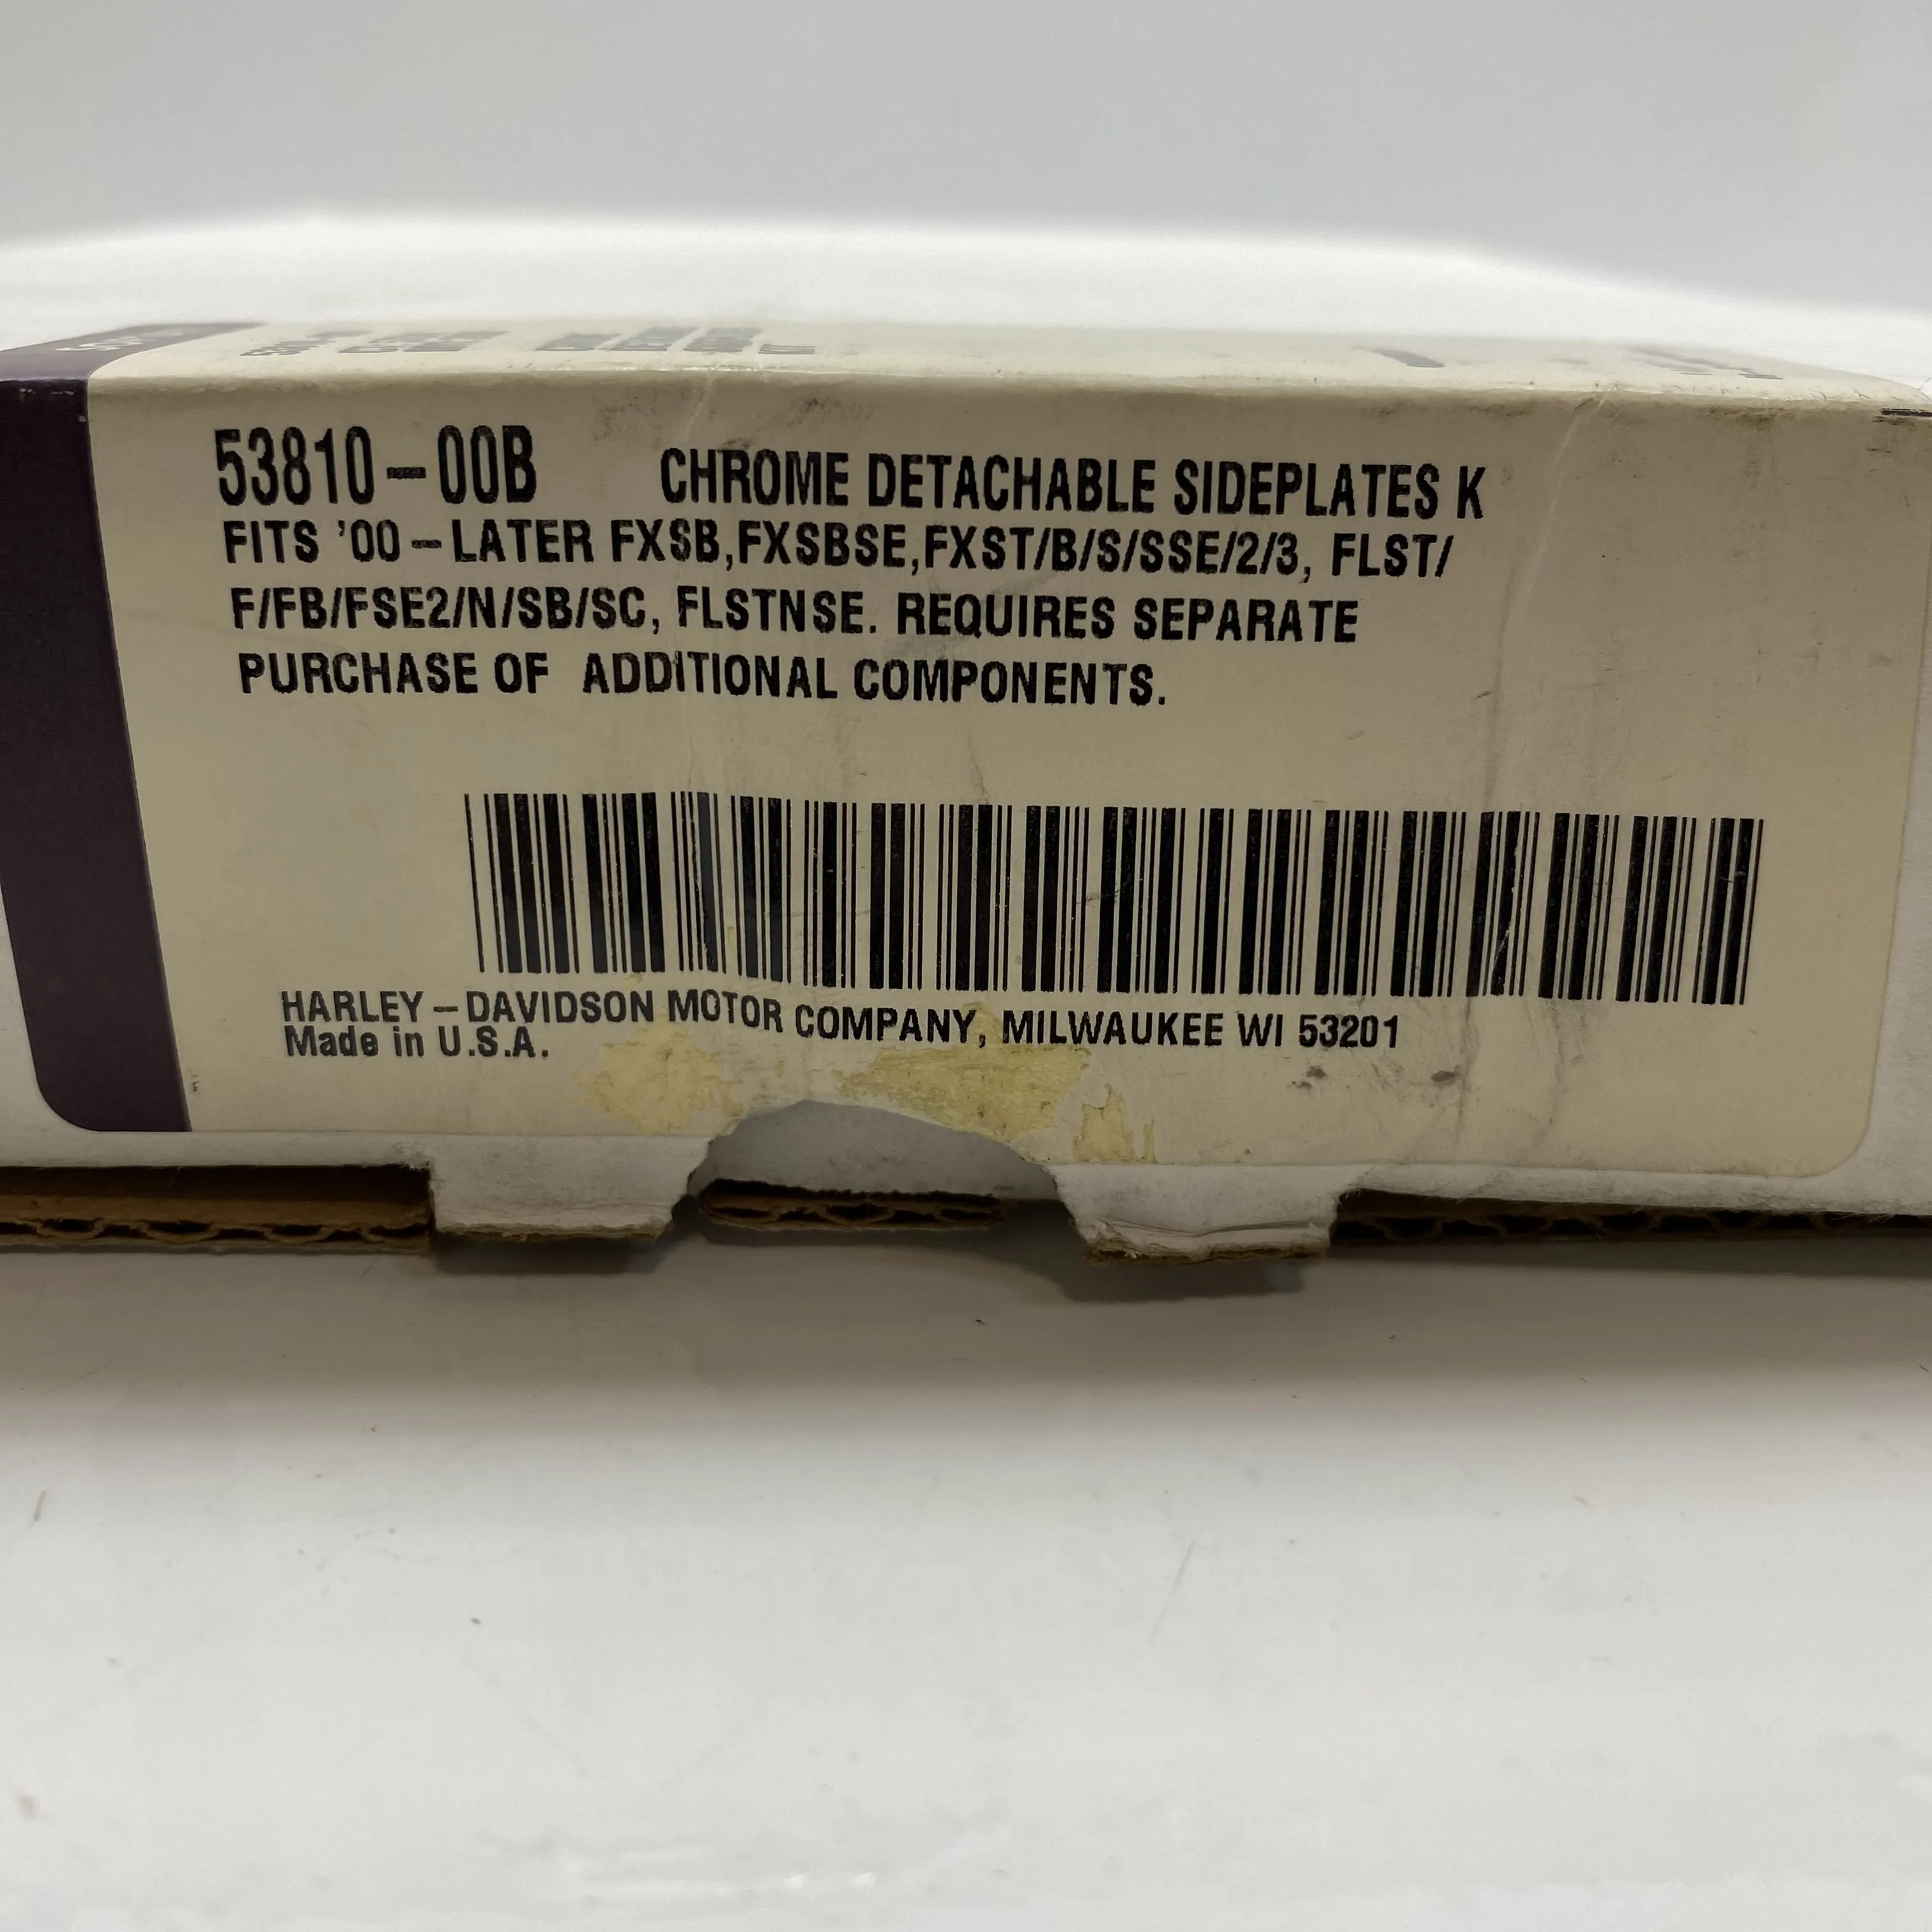 53810-00B CHROME DETACHABLE SIDEPLATES K
FITS '00-LATER FXSB,FXSBSE,FXST/B/S/SSE/2/3, FLST/
F/FB/FSE2/N/SB/SC, FLSTNSE. REQUIRES SEPARATE
PURCHASE OF ADDITIONAL COMPONENTS.
HARLEY-DAVIDSON MOTOR COMPANY, MILWAUKEE WI 53201
Made in U.S.A.